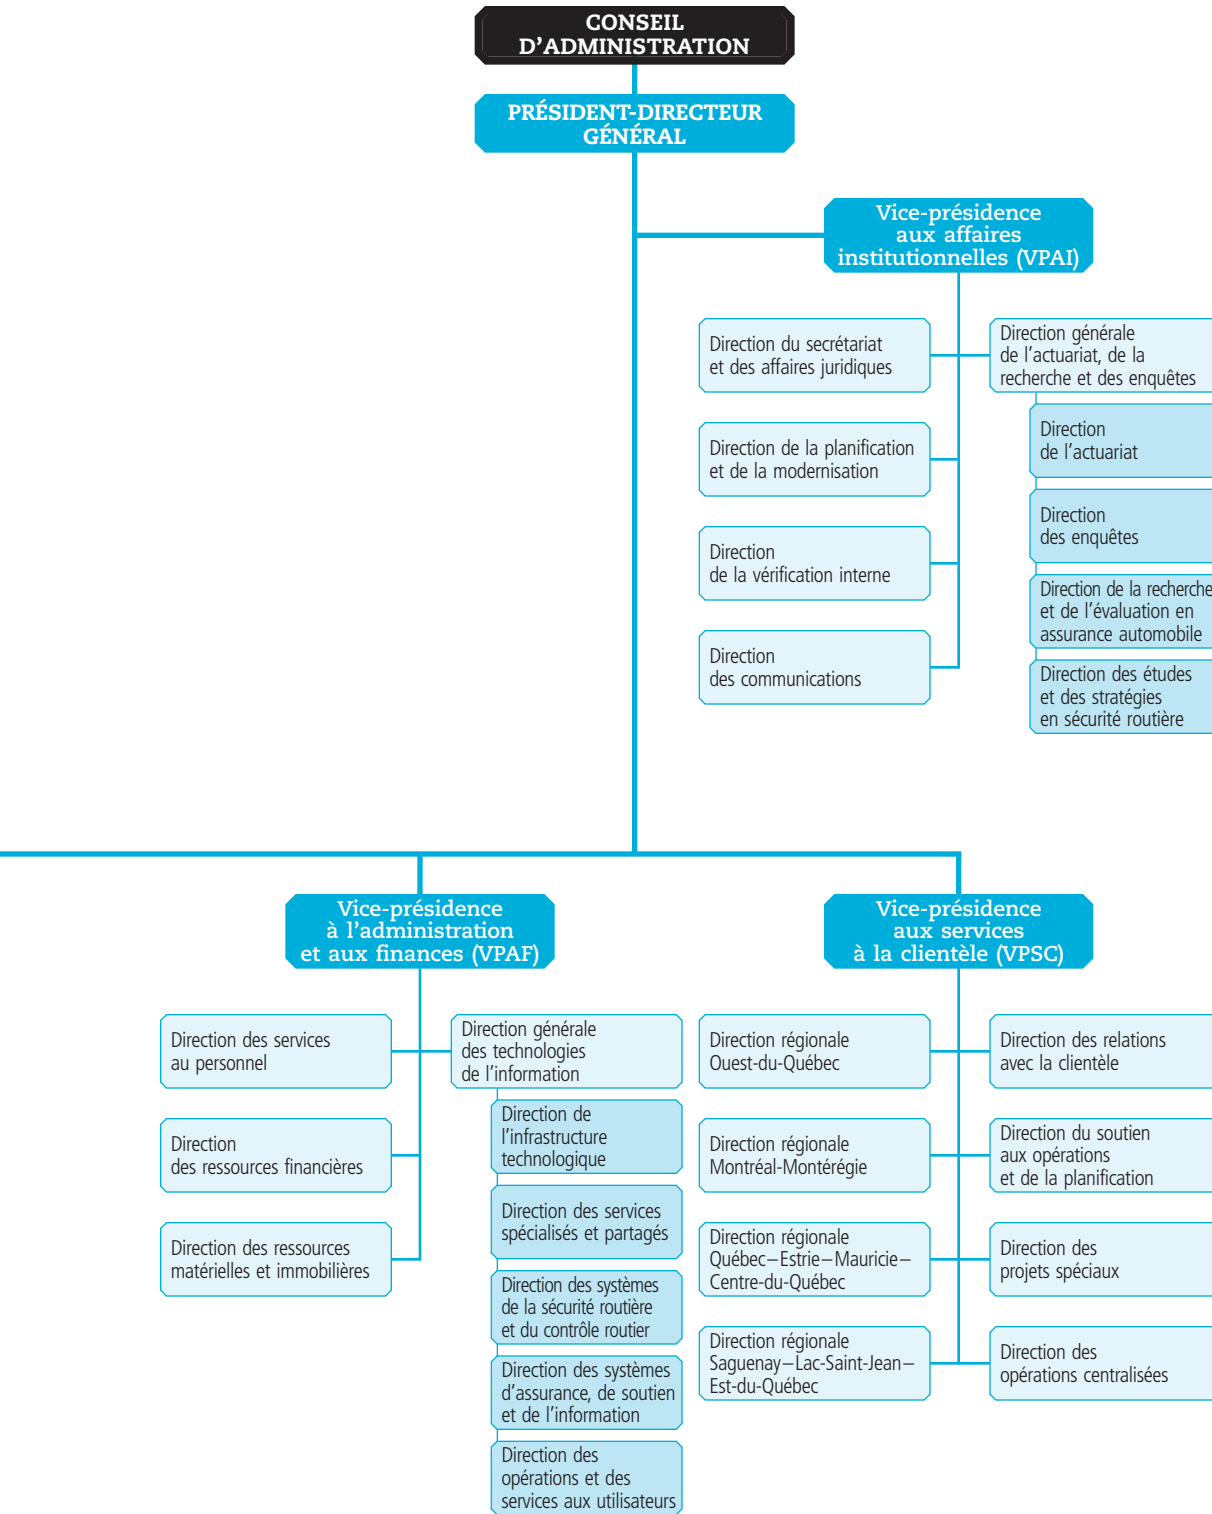 CONSEIL
D’ADMINISTRATION
PRÉSIDENT-DIRECTEUR
GÉNÉRAL
Vice-présidence
aux affaires
institutionnelles (VPAI)
Direction du secrétariat
et des affaires juridiques
Direction de la planification
et de la modernisation
Direction
de la vérification interne
Direction
des communications
Direction générale
de l’actuariat, de la
recherche et des enquêtes
Direction
de l’actuariat
Direction
des enquêtes
Direction de la recherche
et de l’évaluation en
assurance automobile
Direction des études
et des stratégies
en sécurité routière
Vice-présidence
à l’administration
et aux finances (VPAF)
Direction des services
au personnel
Direction
des ressources financières
Direction des ressources
matérielles et immobilières
Direction générale
des technologies
de l’information
Direction de
l’infrastructure
technologique
Direction des services
spécialisés et partagés
Direction des systèmes
de la sécurité routière
et du contrôle routier
Direction des systèmes
d’assurance, de soutien
et de l’information
Direction des
opérations et des
services aux utilisateurs
Vice-présidence
aux services
à la clientèle (VPSC)
Direction régionale
Ouest-du-Québec
Direction régionale
Montréal-Montérégie
Direction régionale
Québec–Estrie–Mauricie–
Centre-du-Québec
Direction régionale
Saguenay–Lac-Saint-Jean–
Est-du-Québec
Direction des relations
avec la clientèle
Direction du soutien
aux opérations
et de la planification
Direction des
projets spéciaux
Direction des
opérations centralisées